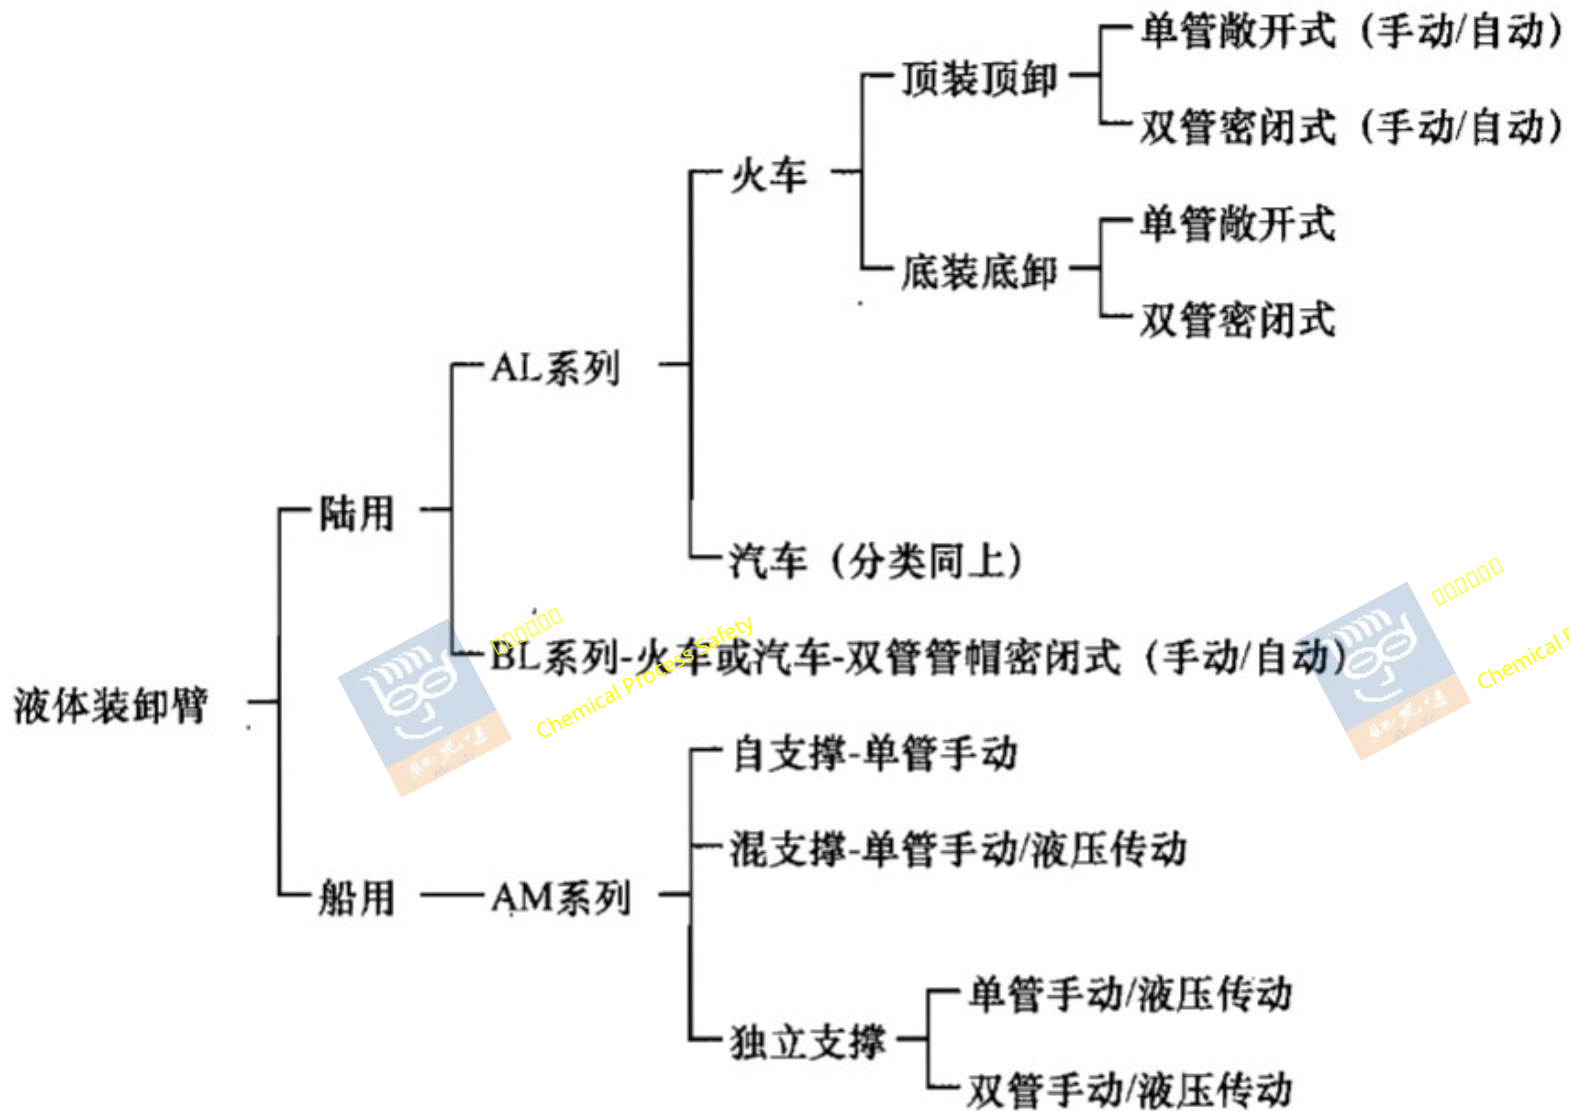 单管敞开式（手动/自动）
顶装顶卸
双管密闭式（手动/自动）
火车
单管敞开式
底装底卸
双管密闭式
AL系列
陆用
汽车（分类同上）
BL系列-火车或汽车-双管管帽密闭式（手动/自动）
Chemical Process Safety
Chemical P
液体装卸臂
自支撑-单管手动
混支撑-单管手动/液压传动
船用
AM系列
单管手动/液压传动
独立支撑
双管手动/液压传动